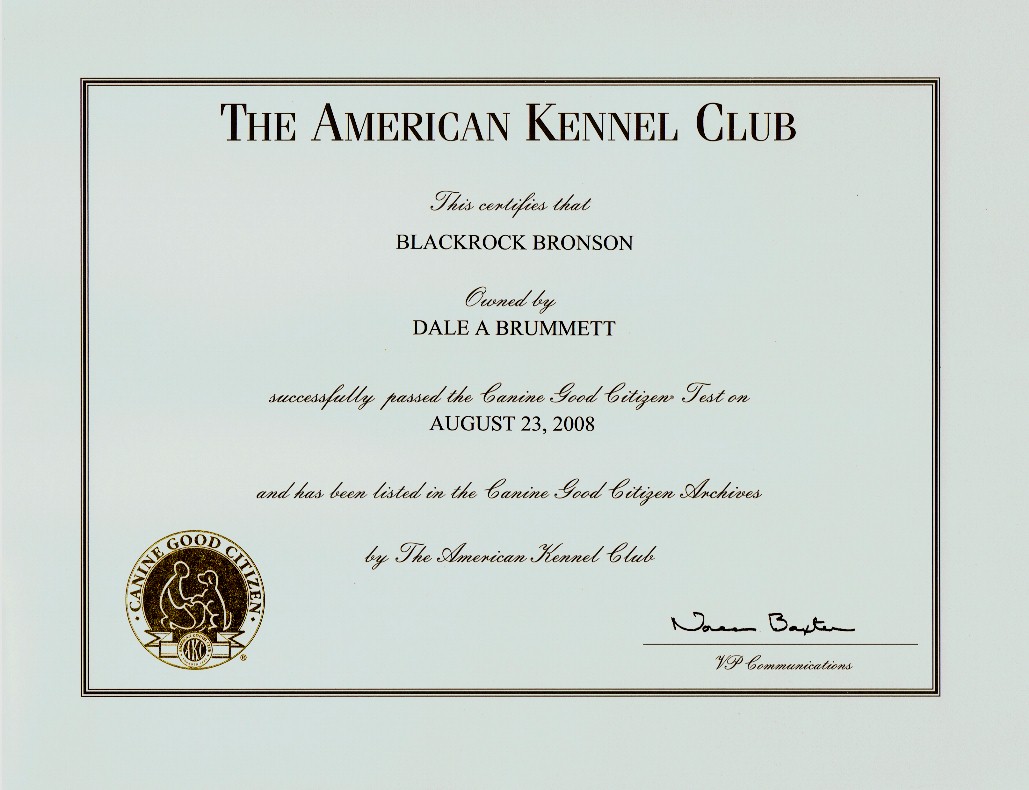 THE AMERICAN KENNEL CLUB
This certifies that
BLACKROCK BRONSON
Owned by
DALE A BRUMMETT
successfully passed the Canine Good Citizen® Test on
AUGUST 23, 2008
and has been listed in the Canine Good Citizen Archives
by The American Kennel Club
CANINE GOOD CITIZEN
AKC
®
Noreen Baxter
VP Communications